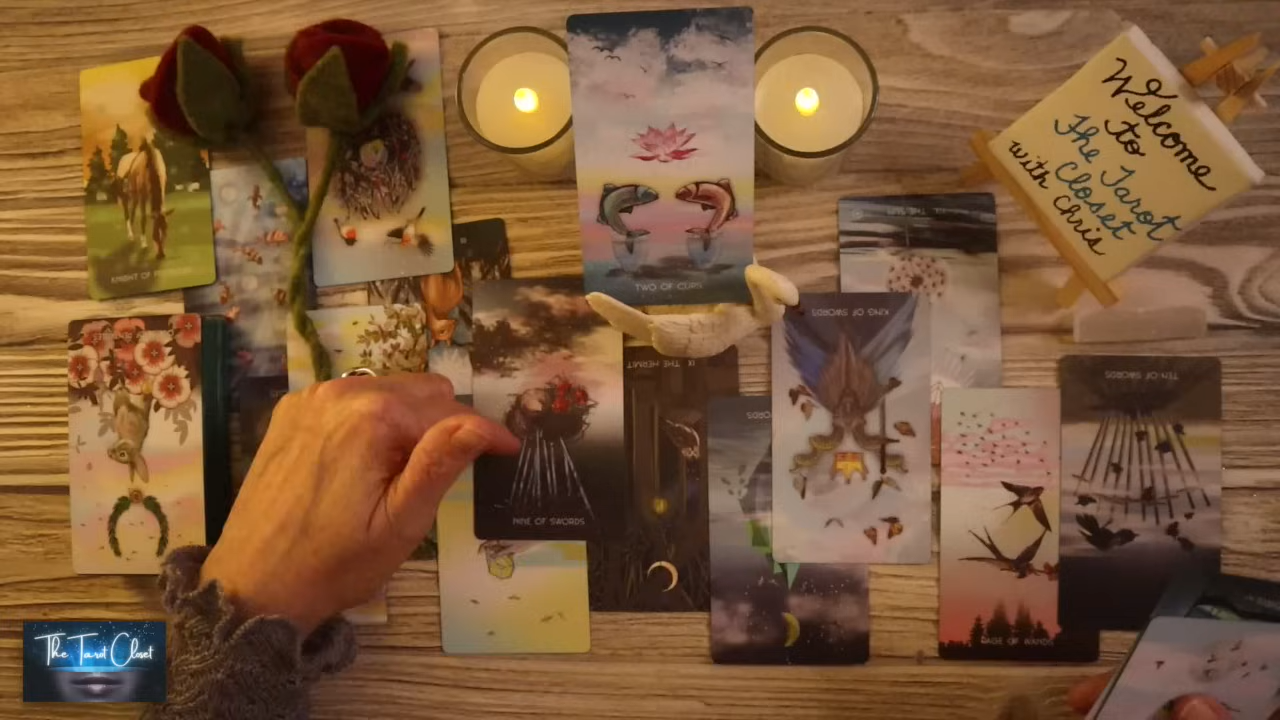 Welcome
to
The Tarot
Closet
with Chris
TWO OF CUPS
KNIGHT OF
NINE OF SWORDS
IX THE HERMIT
KING OF SWORDS
TEN OF SWORDS
PAGE OF WANDS
The Tarot Closet